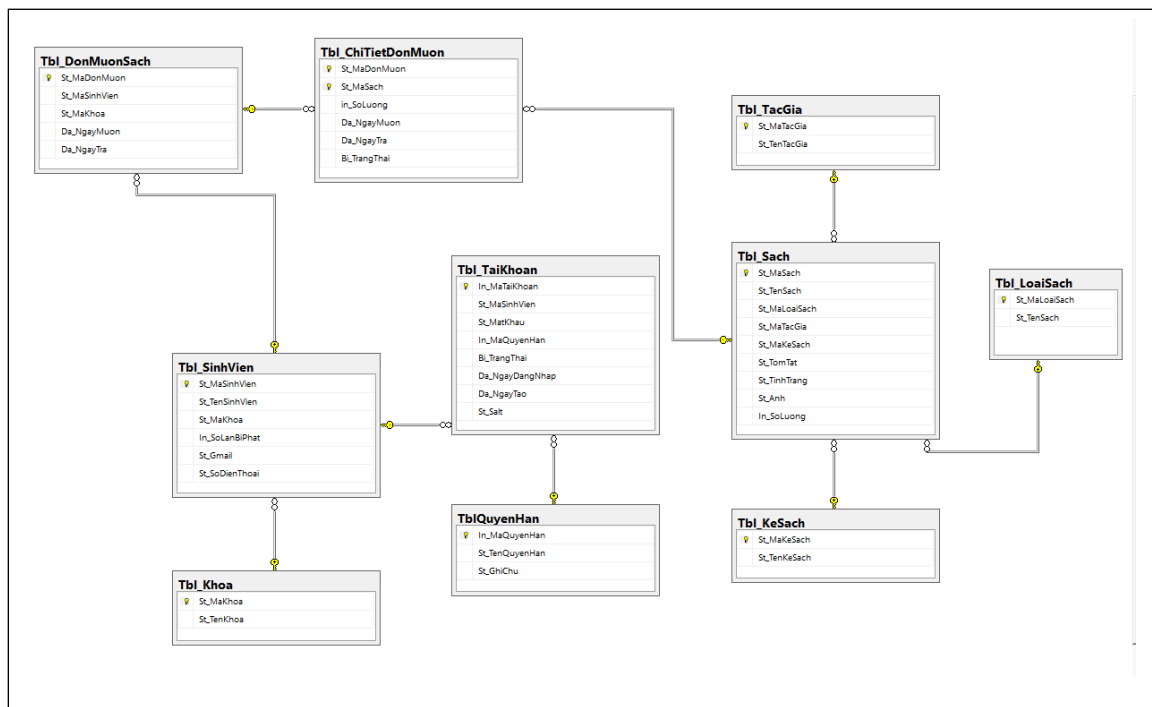 Tbl_DonMuonSach
St_MaDonMuon
St_MaSinhVien
St_MaKhoa
Da_NgayMuon
Da_NgayTra
Tbl_ChiTietDonMuon
St_MaDonMuon
St_MaSach
in_SoLuong
Da_NgayMuon
Da_NgayTra
Bi_TrangThai
Tbl_TacGia
St_MaTacGia
St_TenTacGia
Tbl_TaiKhoan
In_MaTaiKhoan
St_MaSinhVien
St_MatKhau
In_MaQuyenHan
Bi_TrangThai
Da_NgayDangNhap
Da_NgayTao
St_Salt
Tbl_Sach
St_MaSach
St_TenSach
St_MaLoaiSach
St_MaTacGia
St_MaKeSach
St_TomTat
St_TinhTrang
St_Anh
In_SoLuong
Tbl_LoaiSach
St_MaLoaiSach
St_TenSach
Tbl_SinhVien
St_MaSinhVien
St_TenSinhVien
St_MaKhoa
In_SoLanBiPhat
St_Gmail
St_SoDienThoai
TblQuyenHan
In_MaQuyenHan
St_TenQuyenHan
St_GhiChu
Tbl_KeSach
St_MaKeSach
St_TenKeSach
Tbl_Khoa
St_MaKhoa
St_TenKhoa